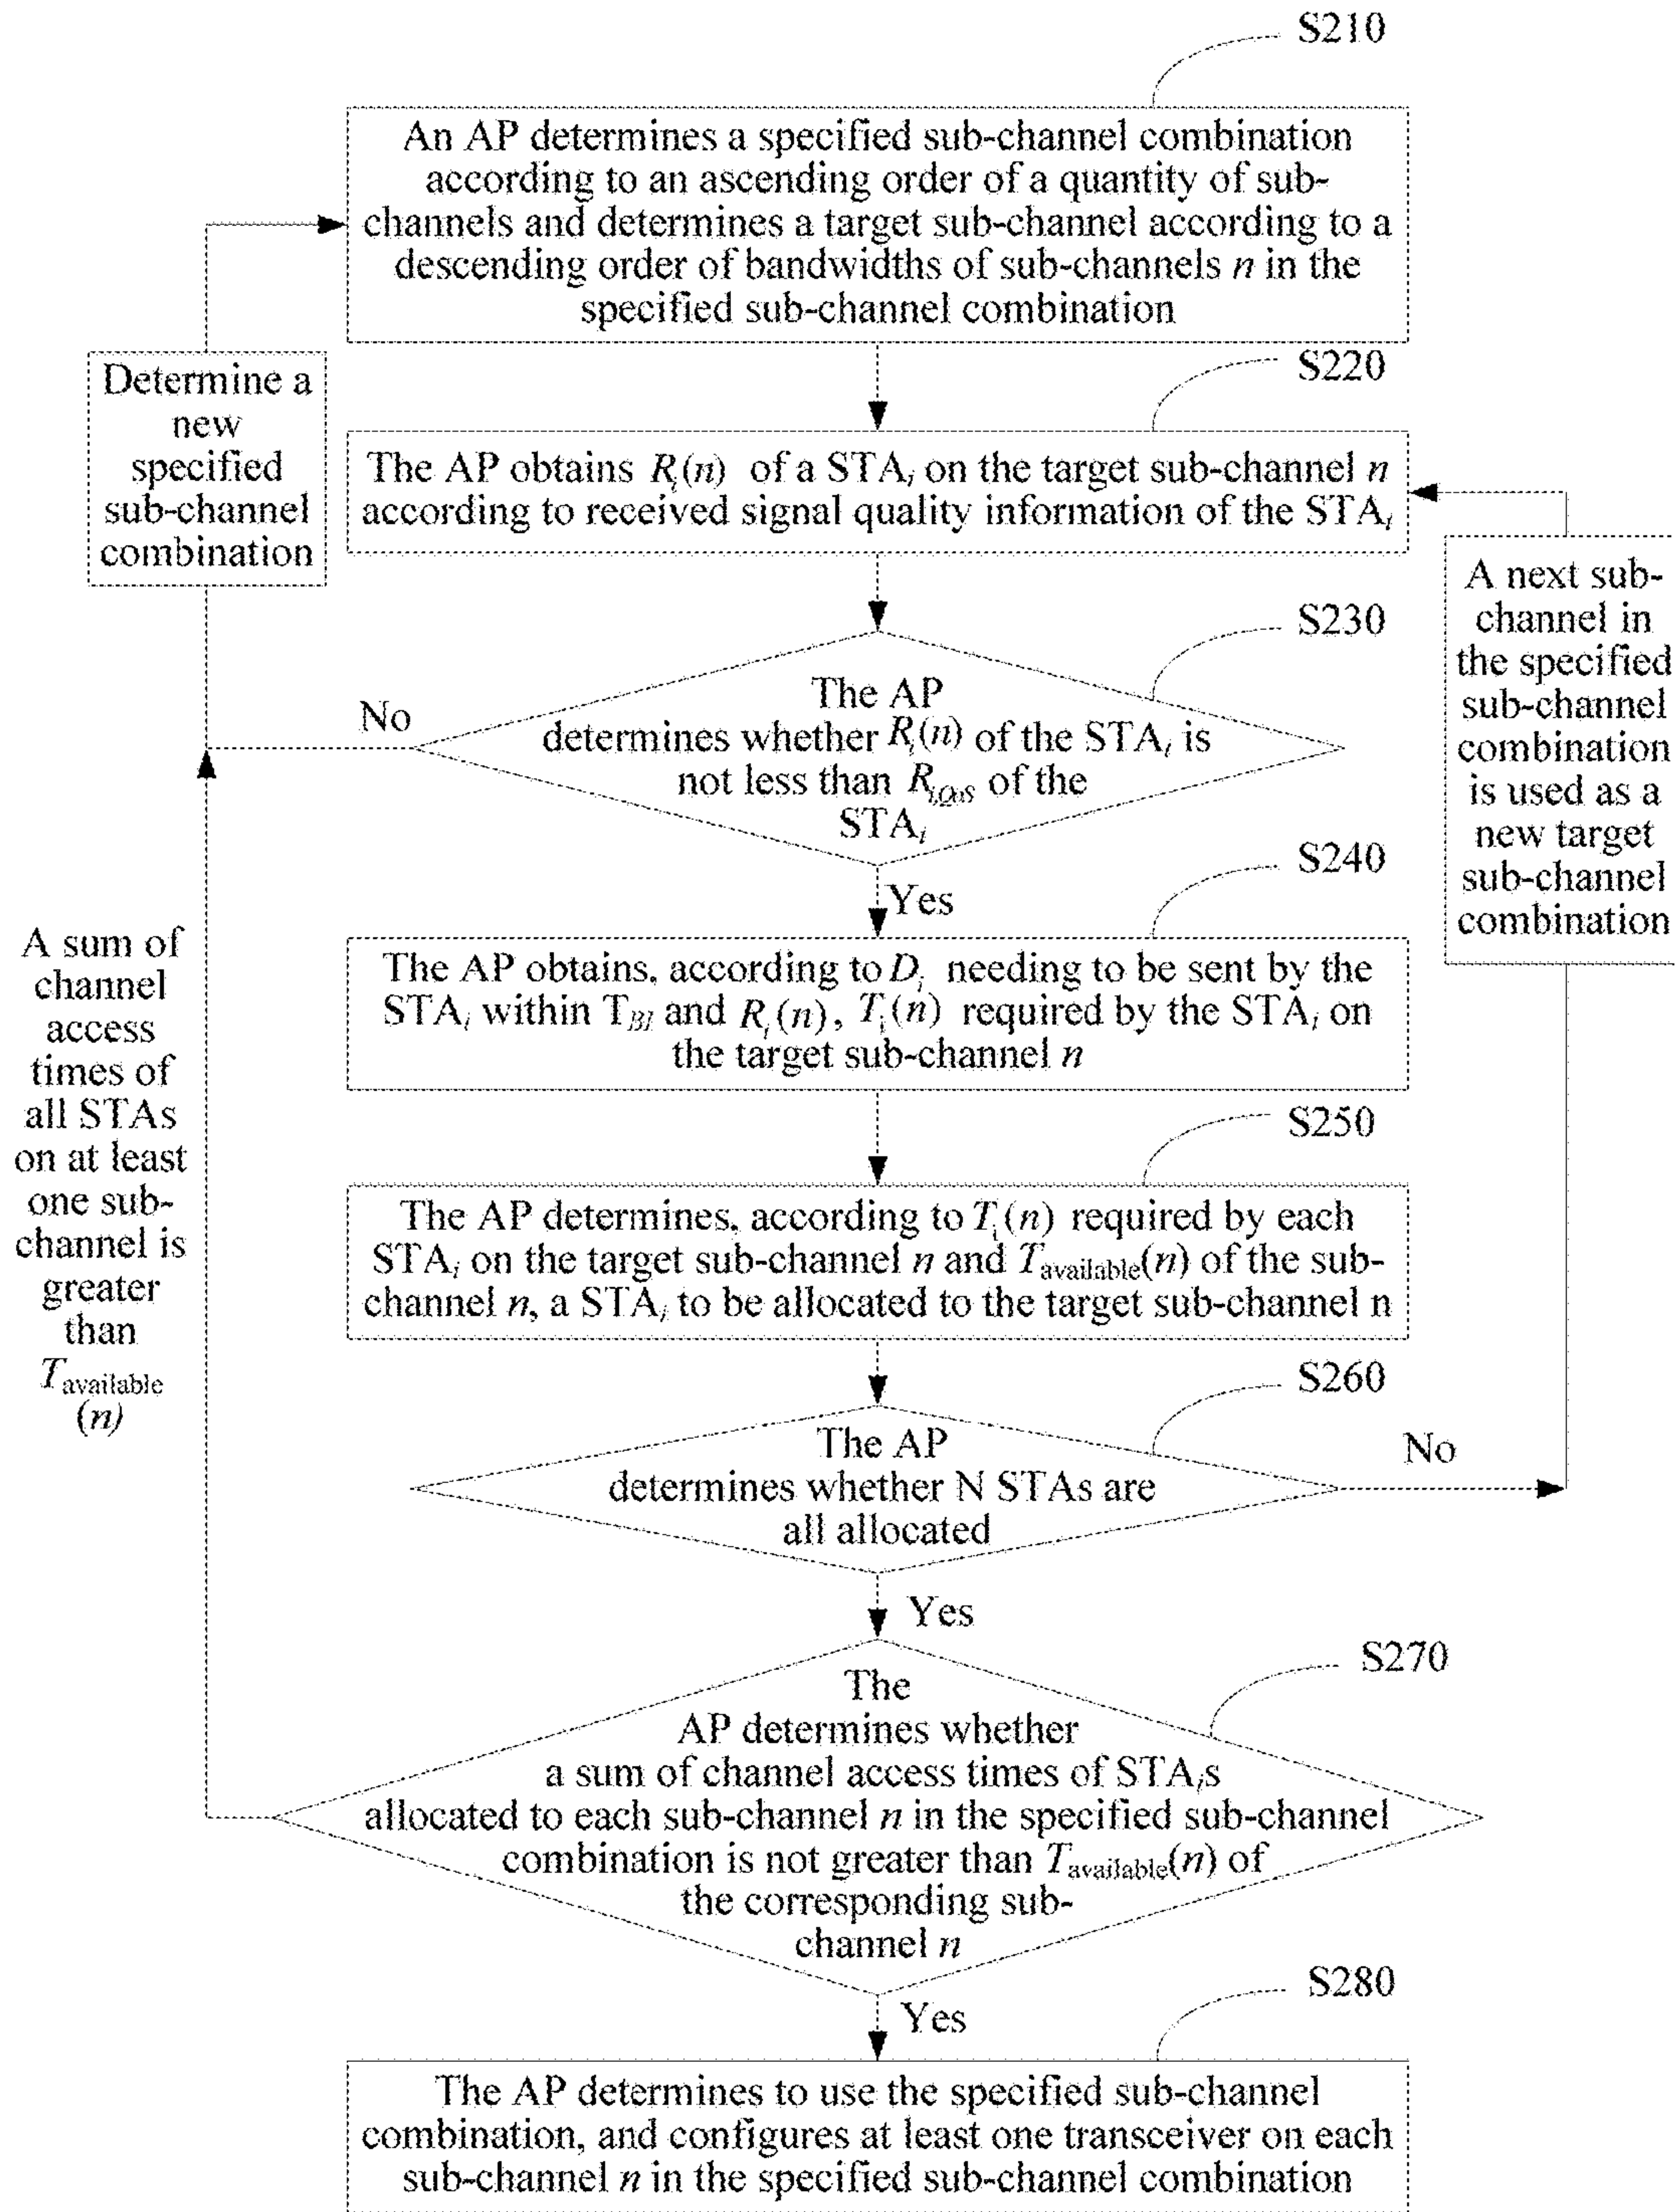 S210
An AP determines a specified sub-channel combination
according to an ascending order of a quantity of sub-
channels and determines a target sub-channel according to a
descending order of bandwidths of sub-channels n in the
specified sub-channel combination
Determine a
new
specified
sub-channel
combination
S220
The AP obtains R_i(n) of a STA_i on the target sub-channel n
according to received signal quality information of the STA_i
A next sub-
channel in
the specified
sub-channel
combination
is used as a
new target
sub-channel
combination
S230
The AP
determines whether R_i(n) of the STA_i is
not less than R_i,QoS of the
STA_i
No
Yes
S240
The AP obtains, according to D_i needing to be sent by the
STA_i within T_BI and R_i(n), T_i(n) required by the STA_i on
the target sub-channel n
A sum of
channel
access
times of
all STAs
on at least
one sub-
channel is
greater
than
T_available
(n)
S250
The AP determines, according to T_i(n) required by each
STA_i on the target sub-channel n and T_available(n) of the sub-
channel n, a STA_i to be allocated to the target sub-channel n
S260
The AP
determines whether N STAs are
all allocated
No
Yes
S270
The
AP determines whether
a sum of channel access times of STA_is
allocated to each sub-channel n in the specified sub-channel
combination is not greater than T_available(n) of
the corresponding sub-
channel n
Yes
S280
The AP determines to use the specified sub-channel
combination, and configures at least one transceiver on each
sub-channel n in the specified sub-channel combination